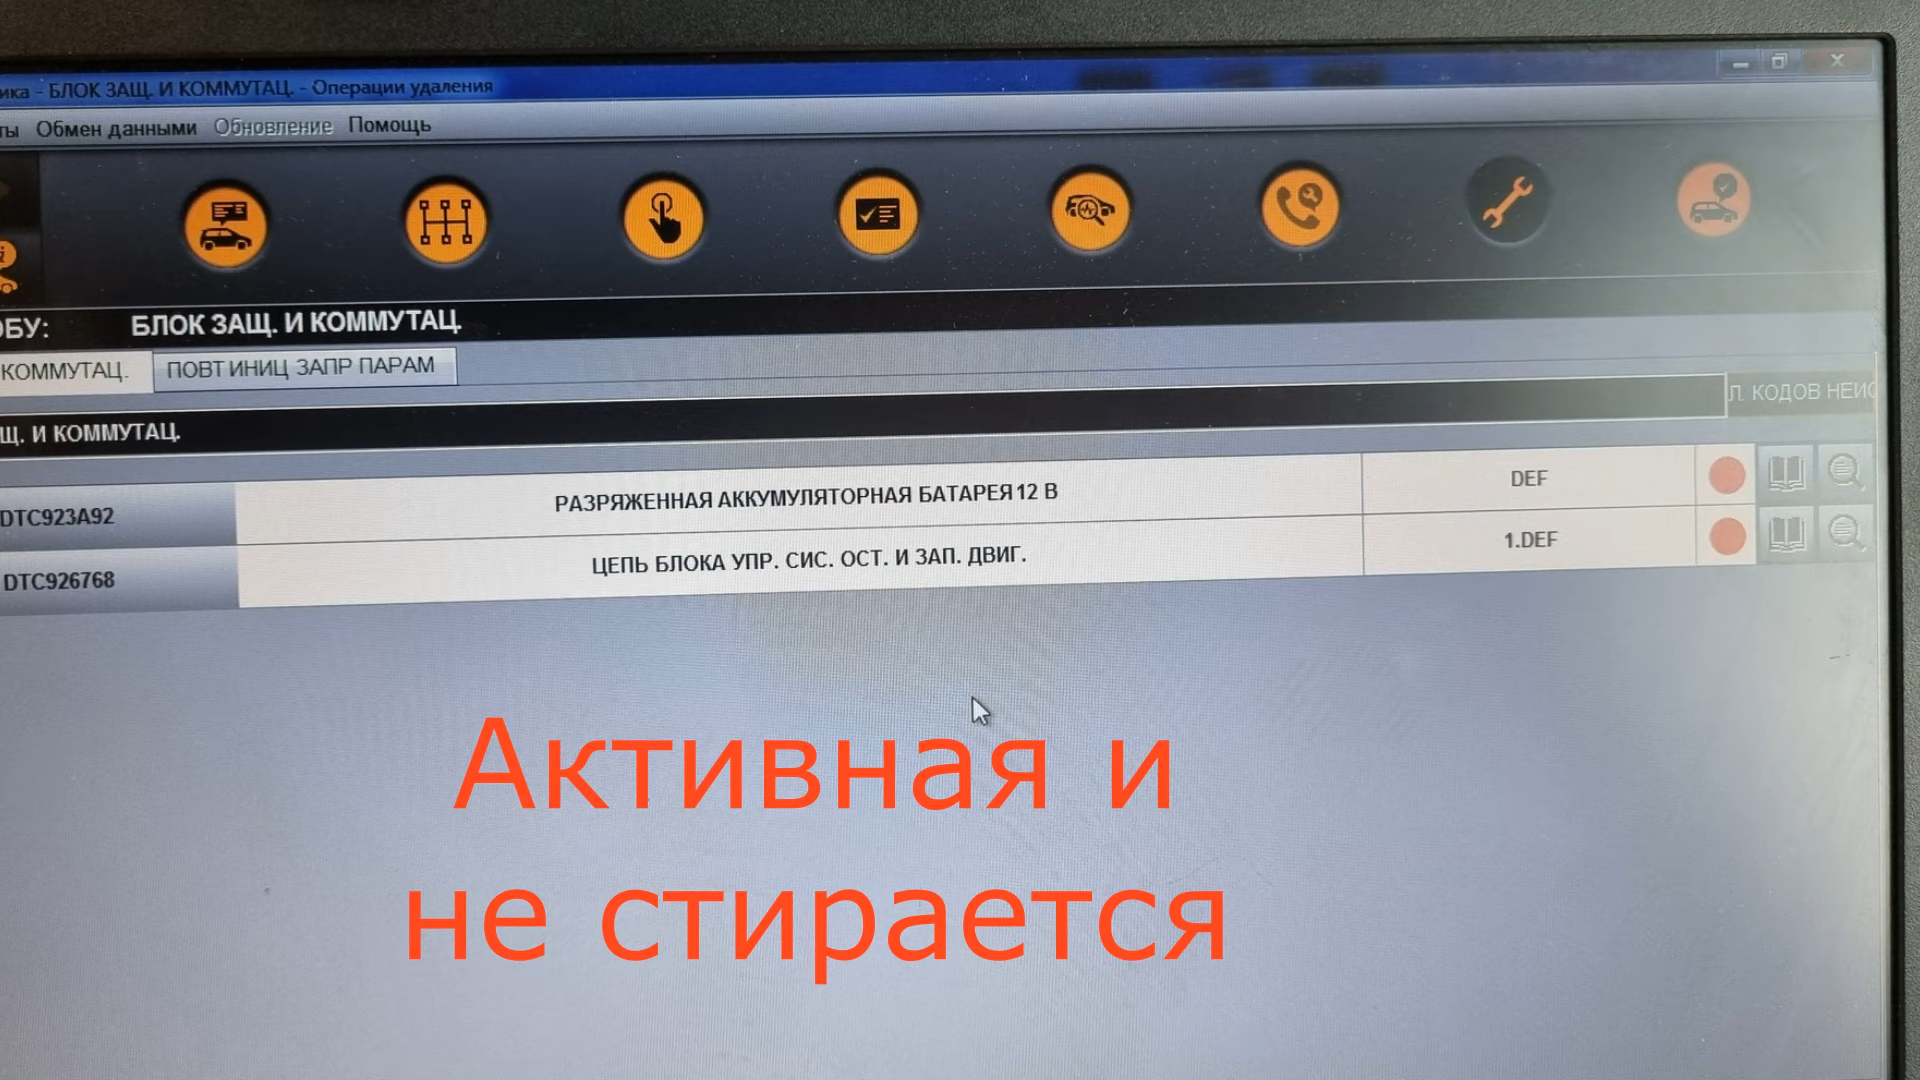 ика - БЛОК ЗАЩ. И КОММУТАЦ. - Операции удаления
ты Обмен данными Обновление Помощь
ОБУ: БЛОК ЗАЩ. И КОММУТАЦ.
КОММУТАЦ. ПОВТ ИНИЦ ЗАПР ПАРАМ
Л. КОДОВ НЕИС
Щ. И КОММУТАЦ.
DTC923A92 РАЗРЯЖЕННАЯ АККУМУЛЯТОРНАЯ БАТАРЕЯ 12 В DEF
DTC926768 ЦЕПЬ БЛОКА УПР. СИС. ОСТ. И ЗАП. ДВИГ. 1.DEF
Активная и
не стирается